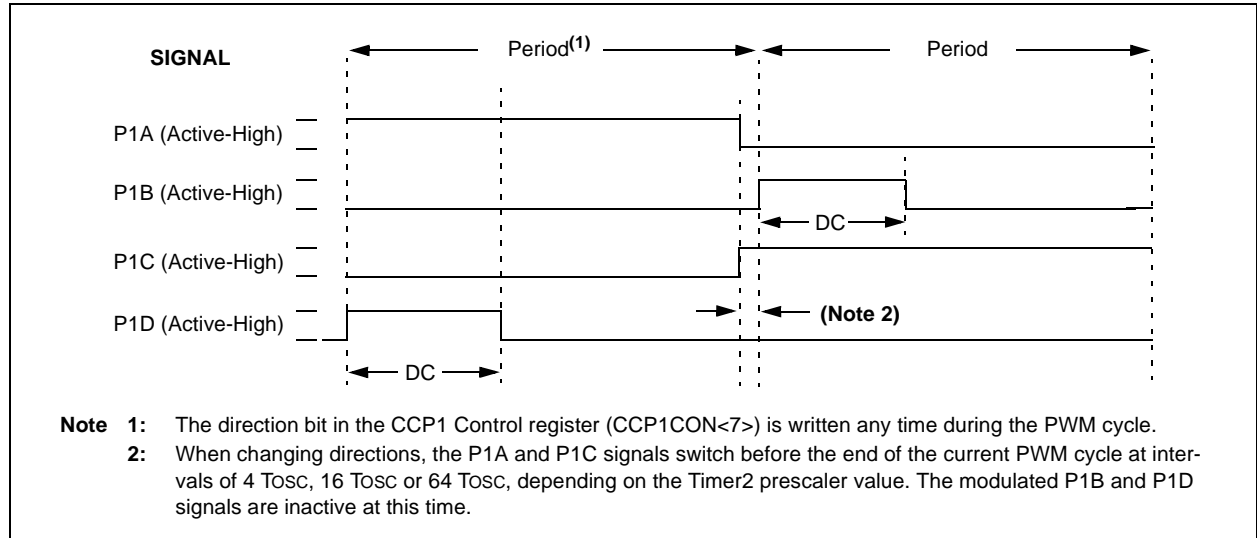 SIGNAL
Period(1)
Period
P1A (Active-High)
P1B (Active-High)
DC
P1C (Active-High)
P1D (Active-High)
(Note 2)
DC
Note 1: The direction bit in the CCP1 Control register (CCP1CON<7>) is written any time during the PWM cycle.
2: When changing directions, the P1A and P1C signals switch before the end of the current PWM cycle at inter-
vals of 4 TOSC, 16 TOSC or 64 TOSC, depending on the Timer2 prescaler value. The modulated P1B and P1D
signals are inactive at this time.